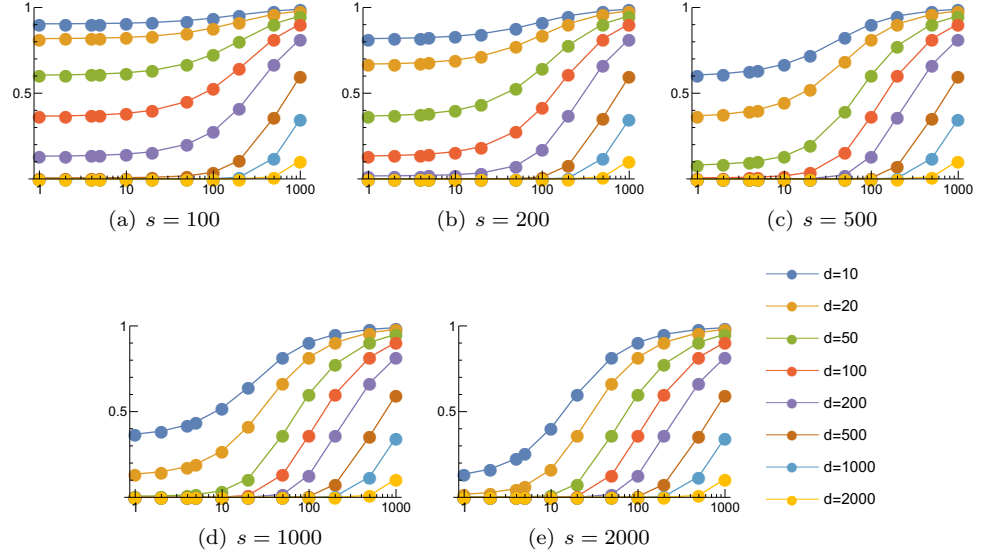 1
0.5
1 10 100 1000
(a) s = 100
1
0.5
1 10 100 1000
(b) s = 200
1
0.5
1 10 100 1000
(c) s = 500
d=10
d=20
d=50
d=100
d=200
d=500
d=1000
d=2000
1
0.5
1 10 100 1000
(d) s = 1000
1
0.5
1 10 100 1000
(e) s = 2000